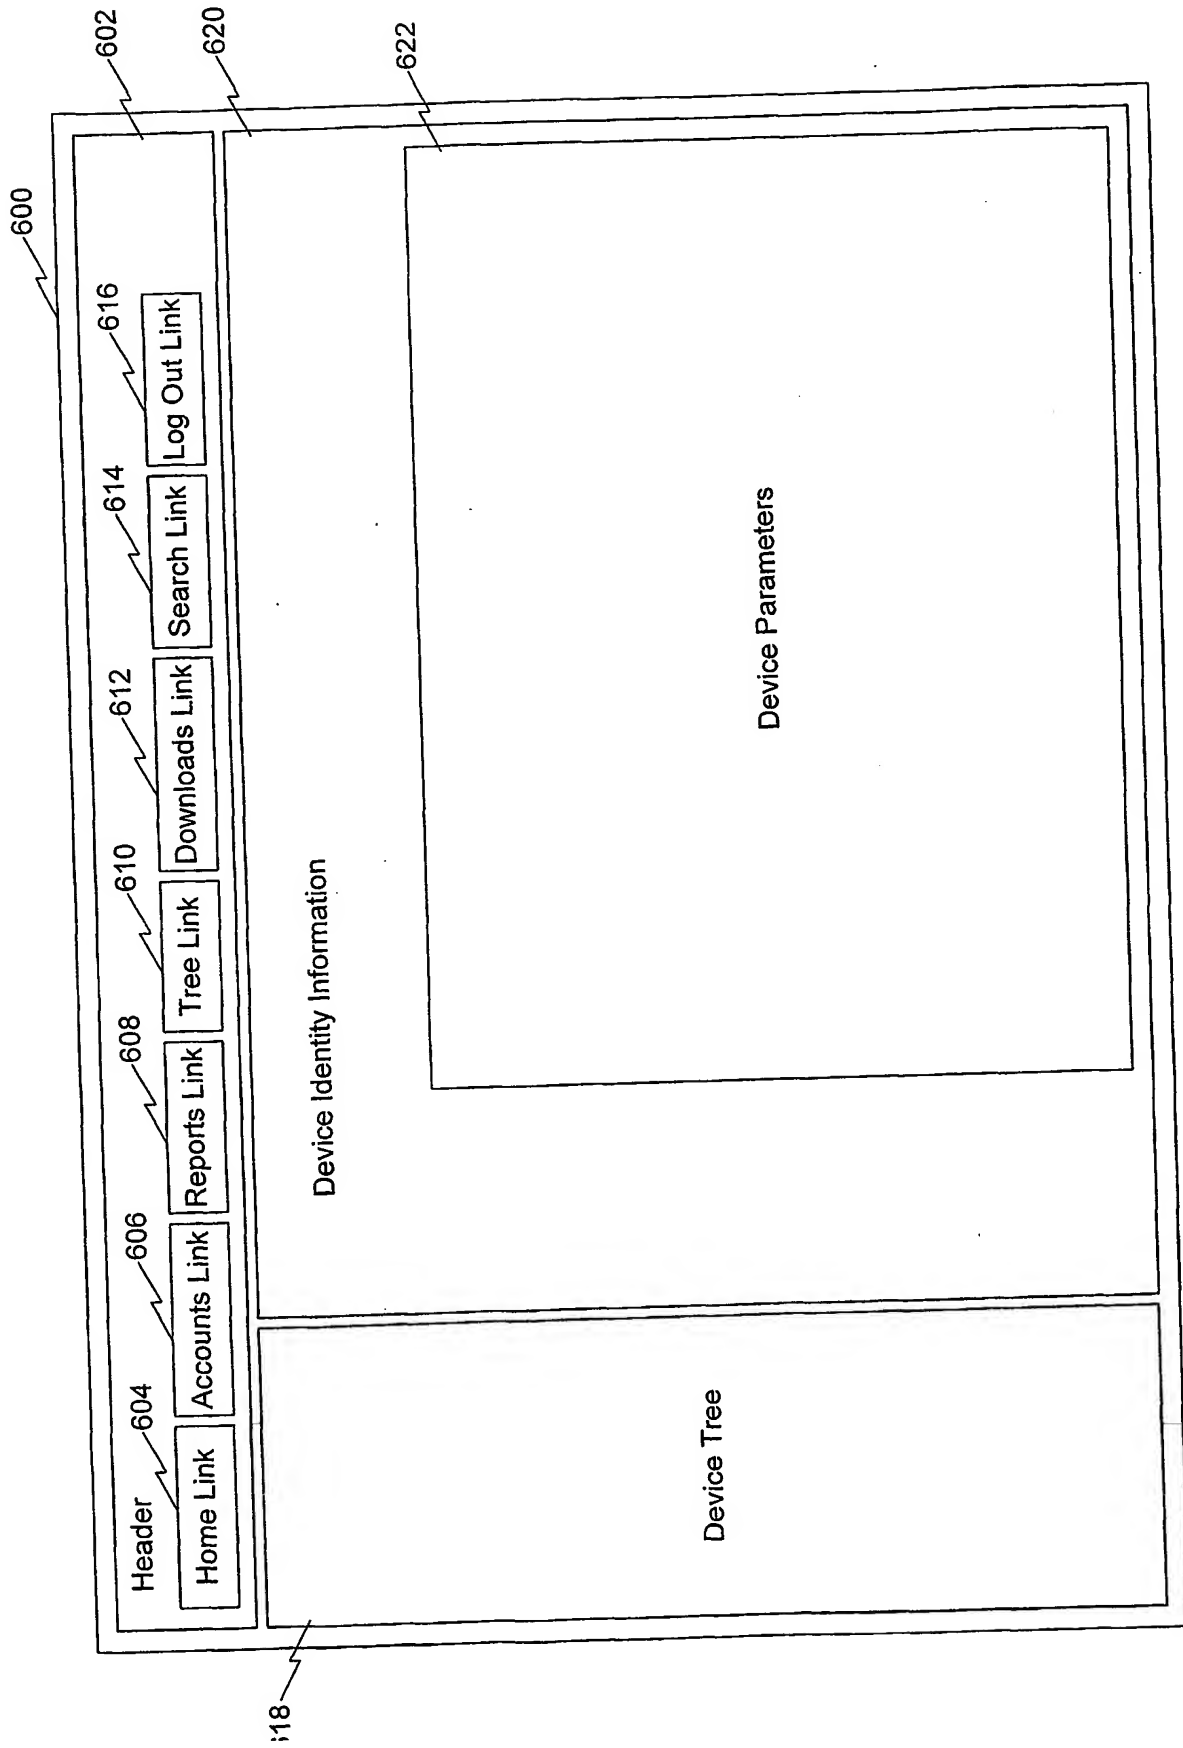 600
602
Header
604
606
608
610
612
614
616
Home Link
Accounts Link
Reports Link
Tree Link
Downloads Link
Search Link
Log Out Link
620
Device Identity Information
622
Device Tree
Device Parameters